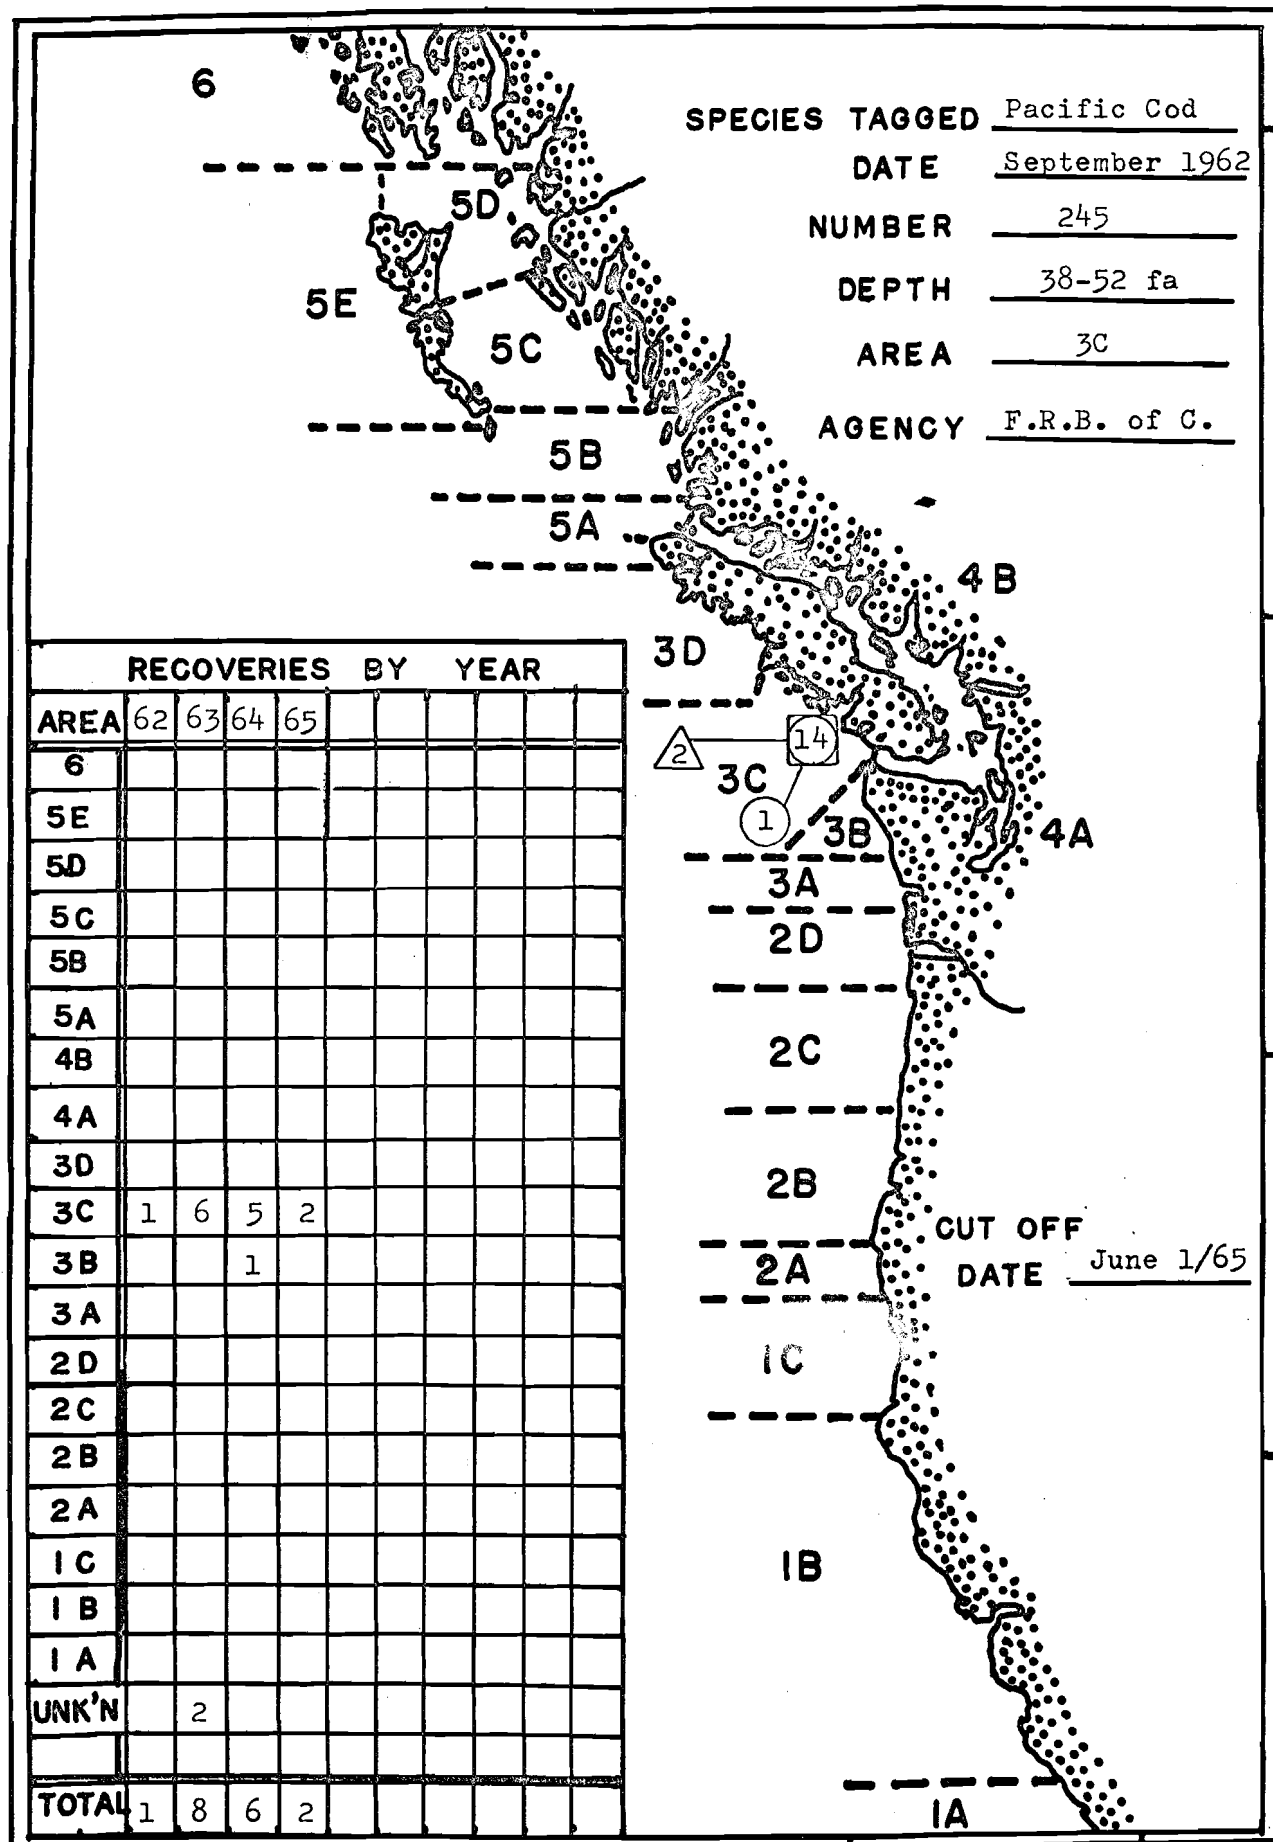 6
SPECIES TAGGED Pacific Cod
DATE September 1962
5D
NUMBER 245
5E
DEPTH 38-52 fa
5C
AREA 3C
AGENCY F.R.B. of C.
5B
5A
4B
3D
2 14
3C
1 3B 4A
3A
2D
2C
2B
CUT OFF
DATE June 1/65
2A
1C
1B
1A
RECOVERIES BY YEAR
AREA 62 63 64 65
6
5E
5D
5C
5B
5A
4B
4A
3D
3C 1 6 5 2
3B 1
3A
2D
2C
2B
2A
1C
1B
1A
UNK'N 2
TOTAL 1 8 6 2